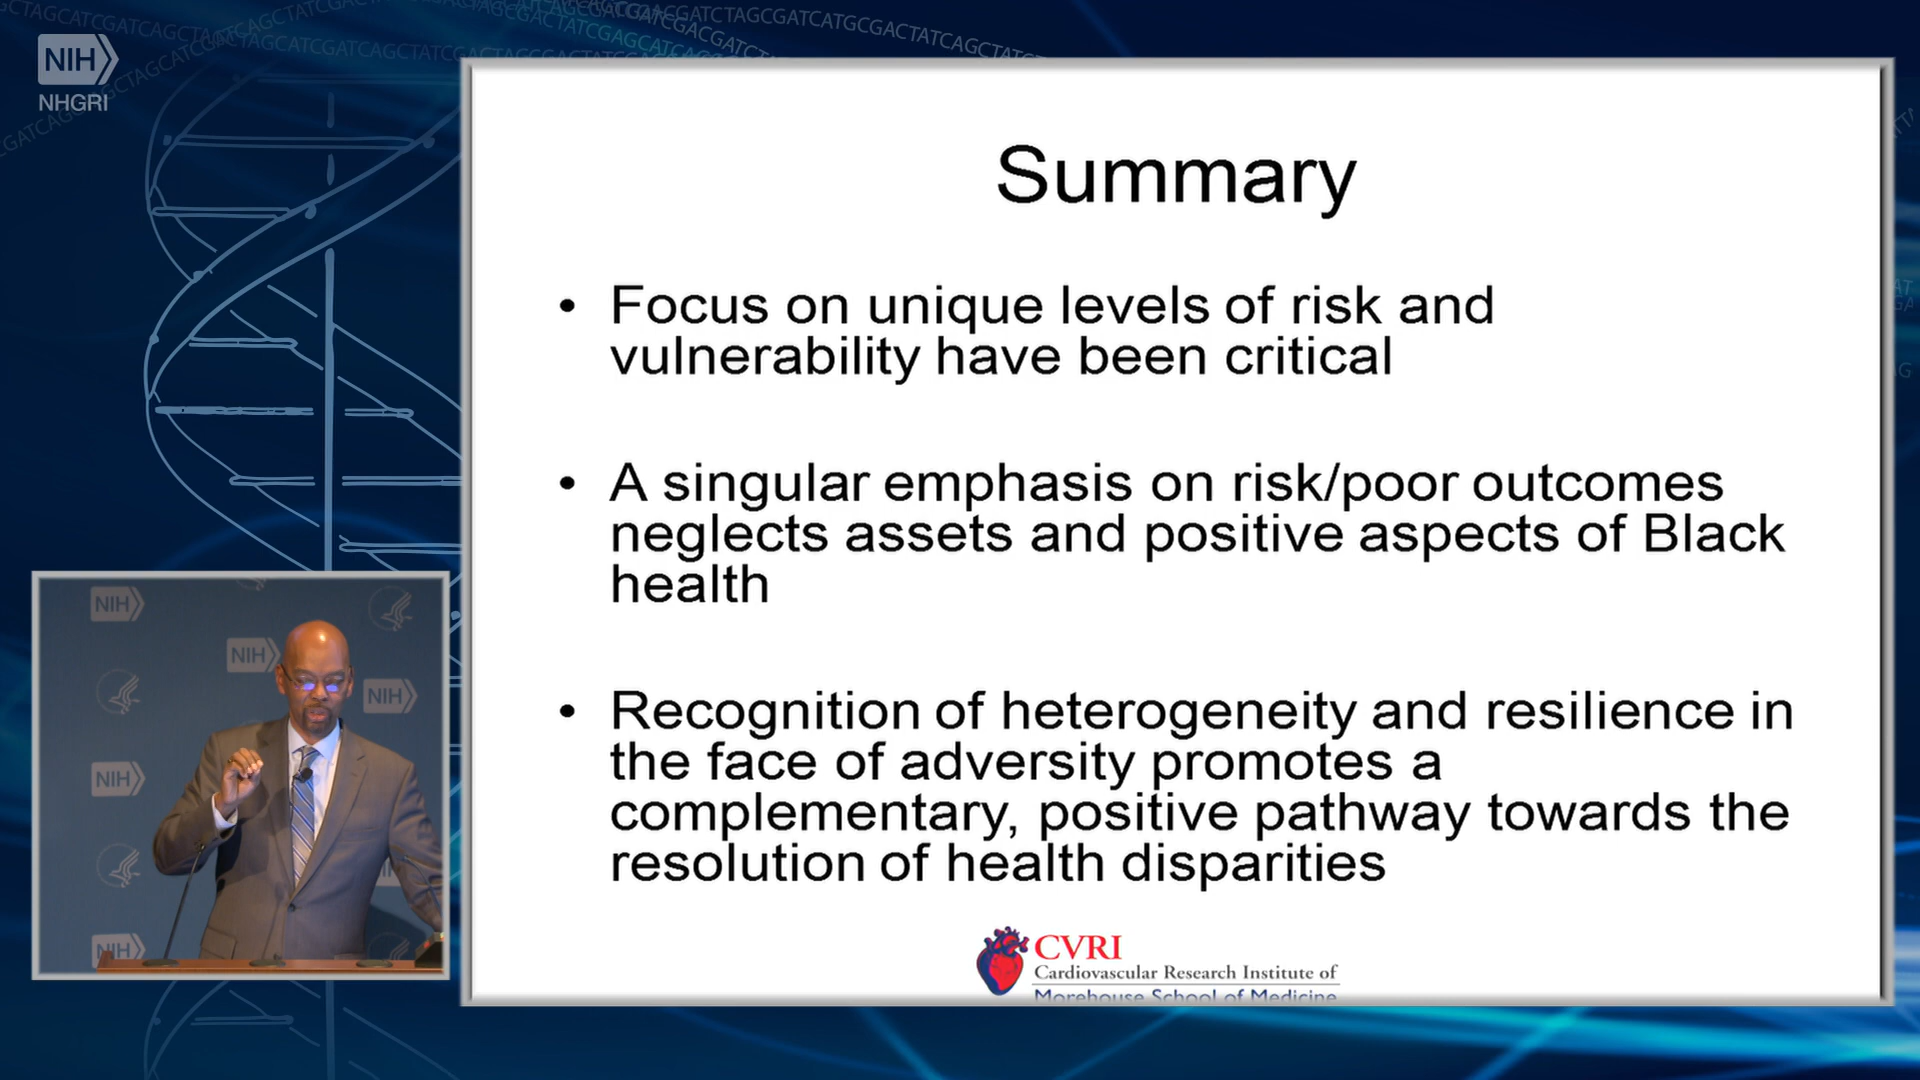 NIH
NHGRI
Summary
• Focus on unique levels of risk and
vulnerability have been critical
• A singular emphasis on risk/poor outcomes
neglects assets and positive aspects of Black
health
• Recognition of heterogeneity and resilience in
the face of adversity promotes a
complementary, positive pathway towards the
resolution of health disparities
CVRI
Cardiovascular Research Institute of
Morehouse School of Medicine
NIH
NIH
NIH
NIH
NIH